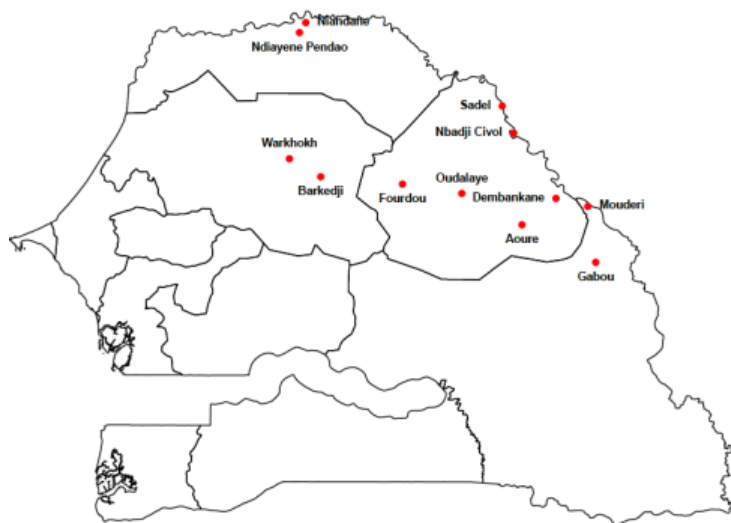 Niandane
Ndiayene Pendao
Sadel
Nbadji Civol
Warkhokh
Barkedji
Fourdou
Oudalaye
Dembankane
Mouderi
Aoure
Gabou